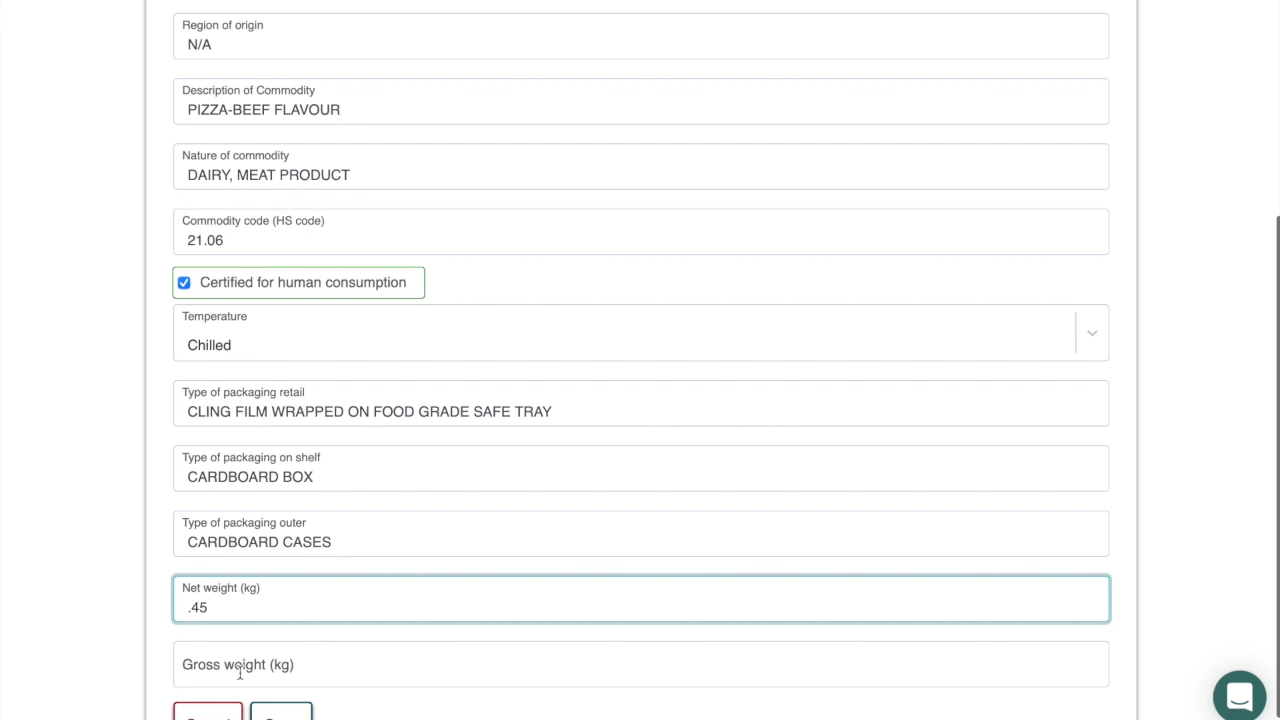 Region of origin
N/A
Description of Commodity
PIZZA-BEEF FLAVOUR
Nature of commodity
DAIRY, MEAT PRODUCT
Commodity code (HS code)
21.06
Certified for human consumption
Temperature
Chilled
Type of packaging retail
CLING FILM WRAPPED ON FOOD GRADE SAFE TRAY
Type of packaging on shelf
CARDBOARD BOX
Type of packaging outer
CARDBOARD CASES
Net weight (kg)
.45
Gross weight (kg)